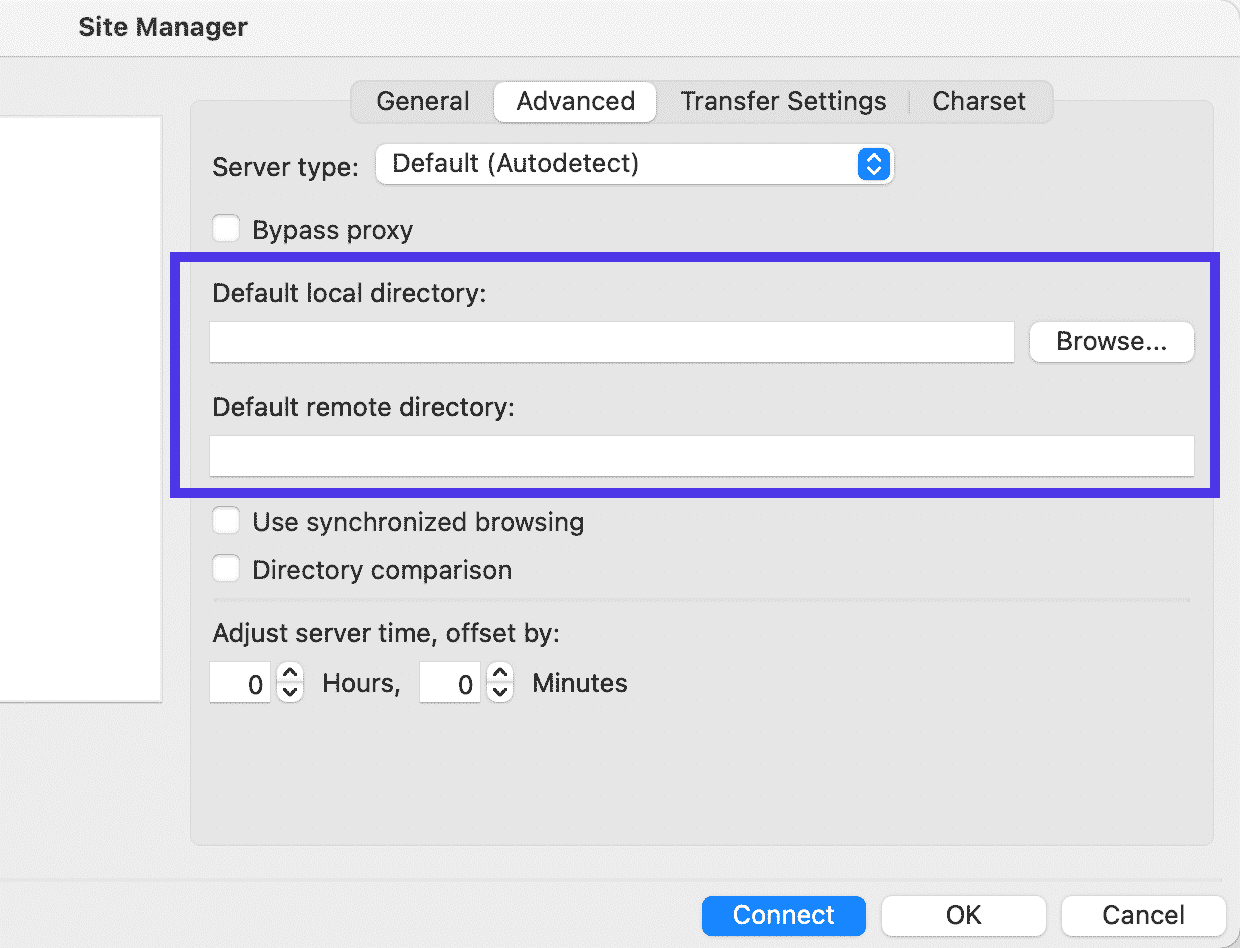 Site Manager
General Advanced Transfer Settings Charset
Server type: Default (Autodetect)
Bypass proxy
Default local directory:
Browse...
Default remote directory:
Use synchronized browsing
Directory comparison
Adjust server time, offset by:
0 Hours, 0 Minutes
Connect OK Cancel